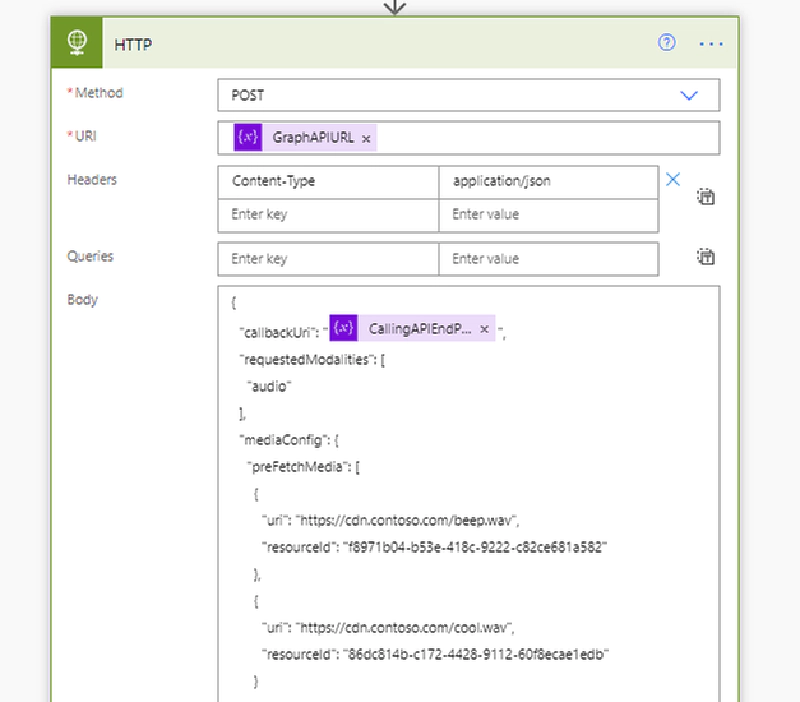 HTTP
*Method POST
*URI {x} GraphAPIURL x
Headers Content-Type application/json
Enter key Enter value
Queries Enter key Enter value
Body {
"callbackUri": "{x} CallingAPIEndP... x ",
"requestedModalities": [
"audio"
],
"mediaConfig": {
"preFetchMedia": [
{
"uri": "https://cdn.contoso.com/beep.wav",
"resourceId": "f8971b04-b53e-418c-9222-c82ce681a582"
},
{
"uri": "https://cdn.contoso.com/cool.wav",
"resourceId": "86dc814b-c172-4428-9112-60f8ecae1edb"
}